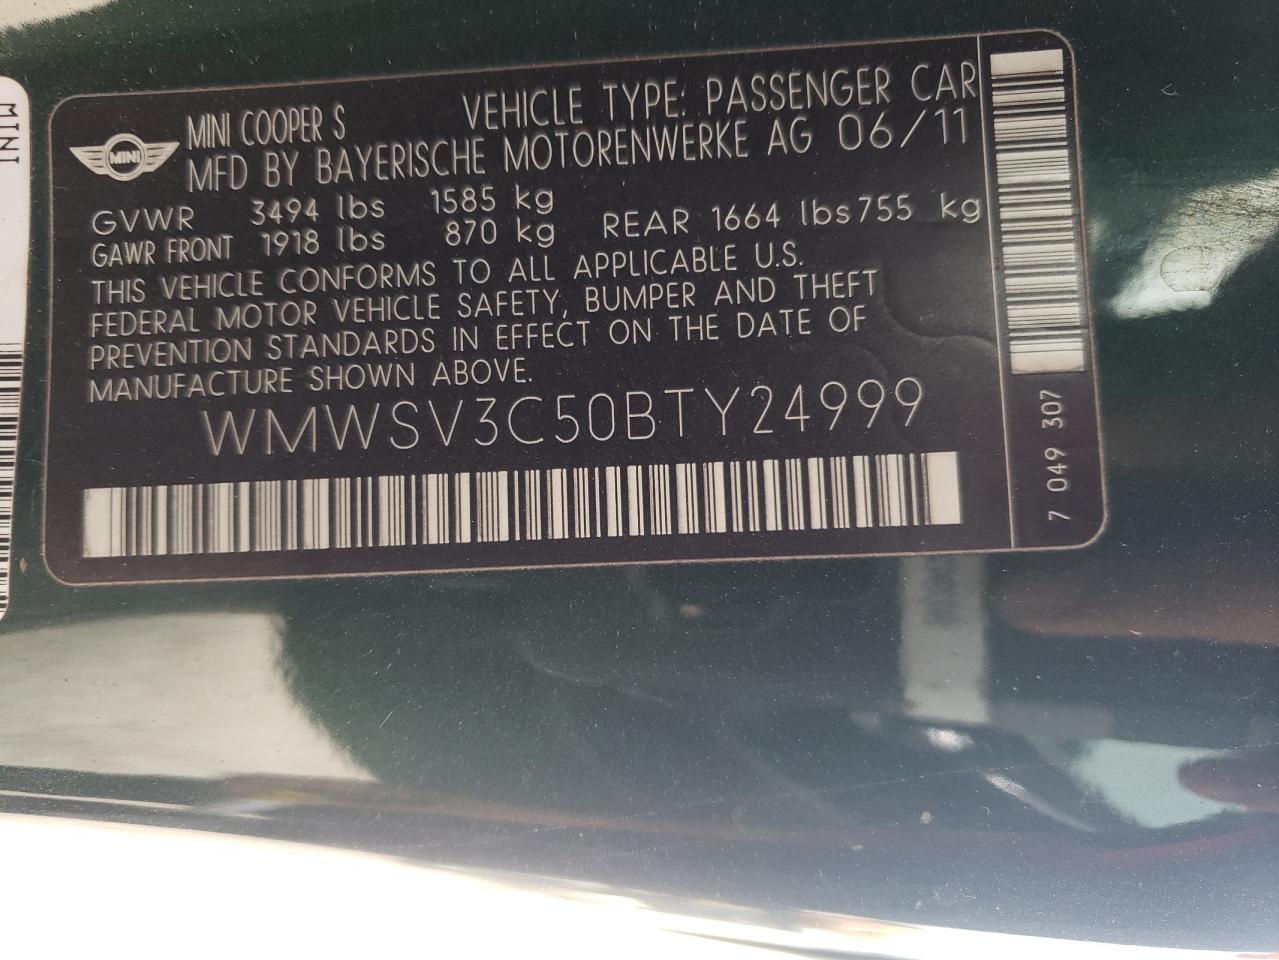 MINI
MINI
MINI COOPER S VEHICLE TYPE: PASSENGER CAR
MFD BY BAYERISCHE MOTORENWERKE AG 06/11
GVWR 3494 lbs 1585 kg
GAWR FRONT 1918 lbs 870 kg REAR 1664 lbs 755 kg
THIS VEHICLE CONFORMS TO ALL APPLICABLE U.S.
FEDERAL MOTOR VEHICLE SAFETY, BUMPER AND THEFT
PREVENTION STANDARDS IN EFFECT ON THE DATE OF
MANUFACTURE SHOWN ABOVE.
WMWSV3C50BTY24999
7 049 307